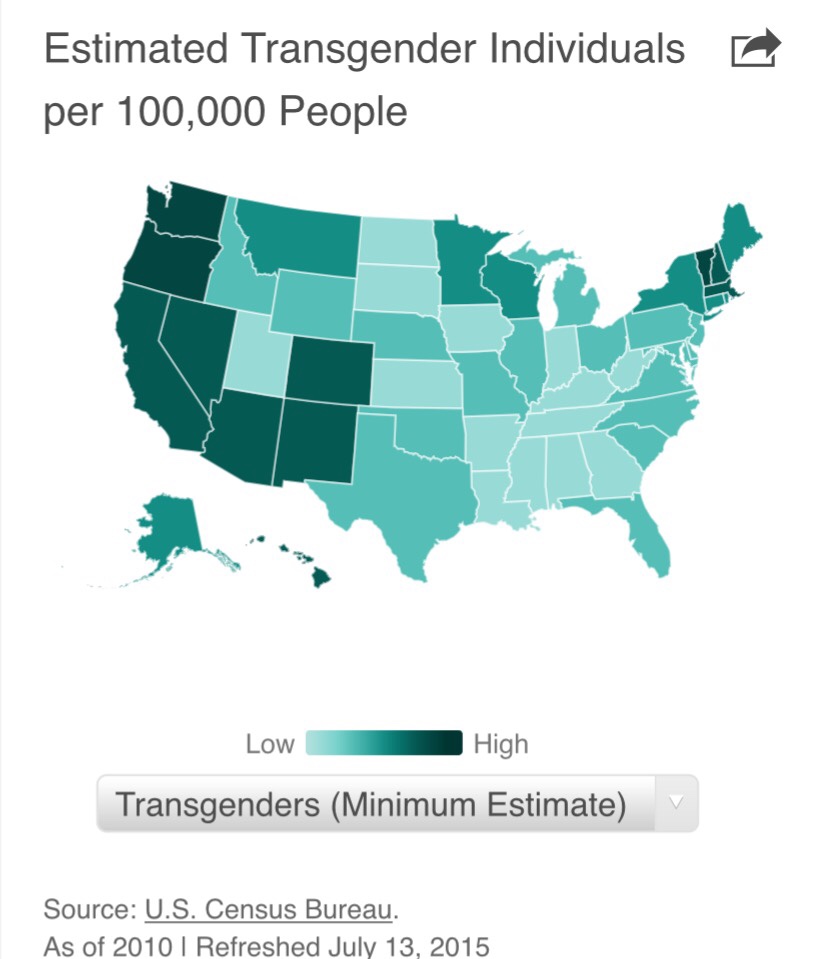 Estimated Transgender Individuals
per 100,000 People
Low
High
Transgenders (Minimum Estimate)
Source: U.S. Census Bureau.
As of 2010 | Refreshed July 13, 2015